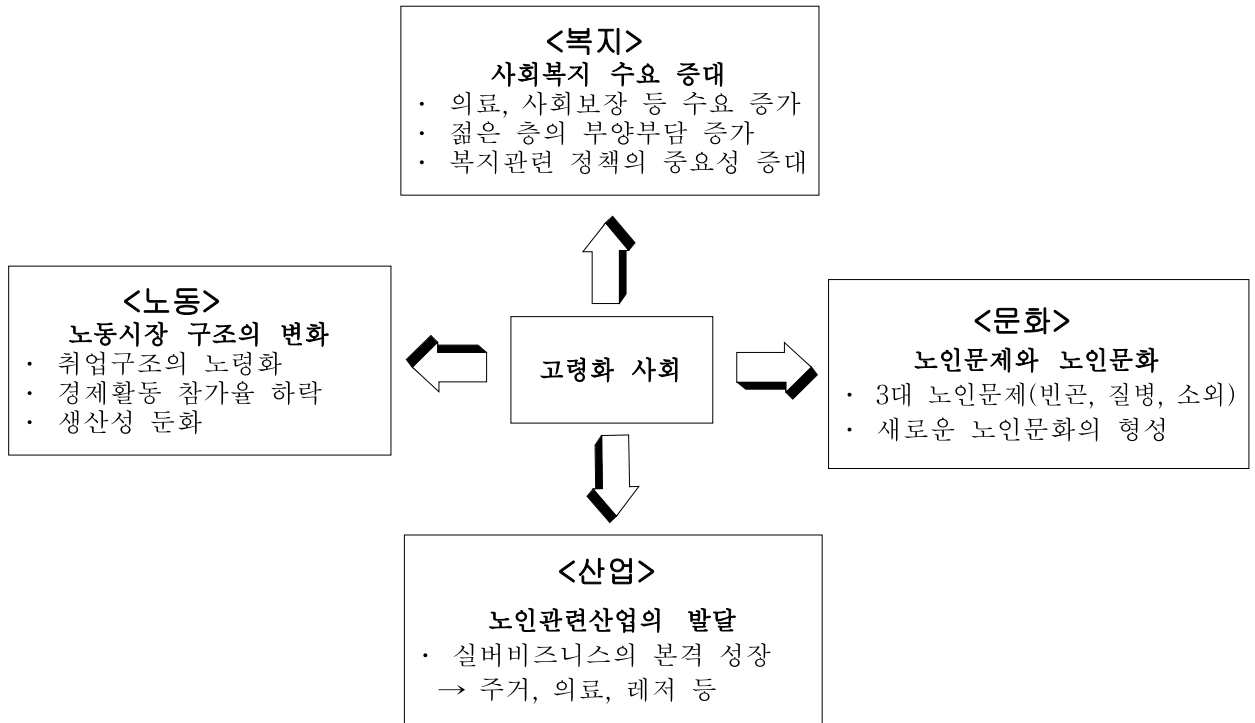 <복지>
사회복지 수요 증대
· 의료, 사회보장 등 수요 증가
· 젊은 층의 부양부담 증가
· 복지관련 정책의 중요성 증대
<노동>
노동시장 구조의 변화
· 취업구조의 노령화
· 경제활동 참가율 하락
· 생산성 둔화
고령화 사회
<문화>
노인문제와 노인문화
· 3대 노인문제(빈곤, 질병, 소외)
· 새로운 노인문화의 형성
<산업>
노인관련산업의 발달
· 실버비즈니스의 본격 성장
→ 주거, 의료, 레저 등